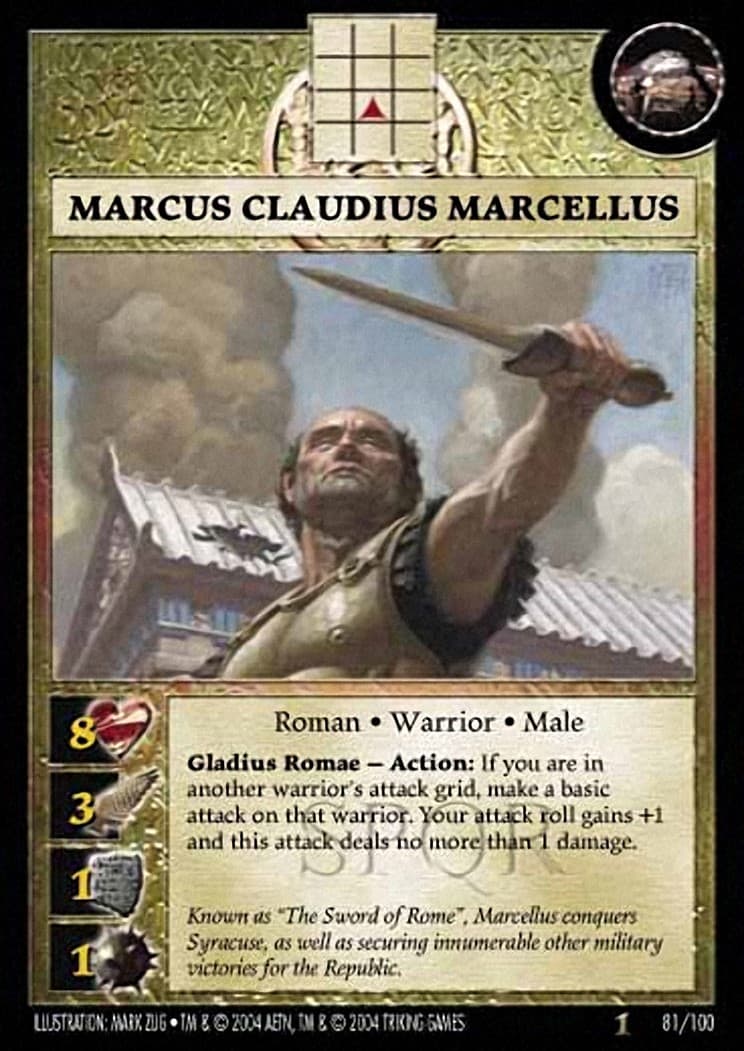 MARCUS CLAUDIUS MARCELLUS
8
Roman • Warrior • Male
3
Gladius Romae – Action: If you are in
another warrior's attack grid, make a basic
attack on that warrior. Your attack roll gains +1
and this attack deals no more than 1 damage.
SPQR
1
Known as "The Sword of Rome", Marcellus conquers
Syracuse, as well as securing innumerable other military
victories for the Republic.
1
ILLUSTRATION: MARK ZUG • TM & © 2004 AETN, TM & © 2004 TRIKING GAMES
1 81/100